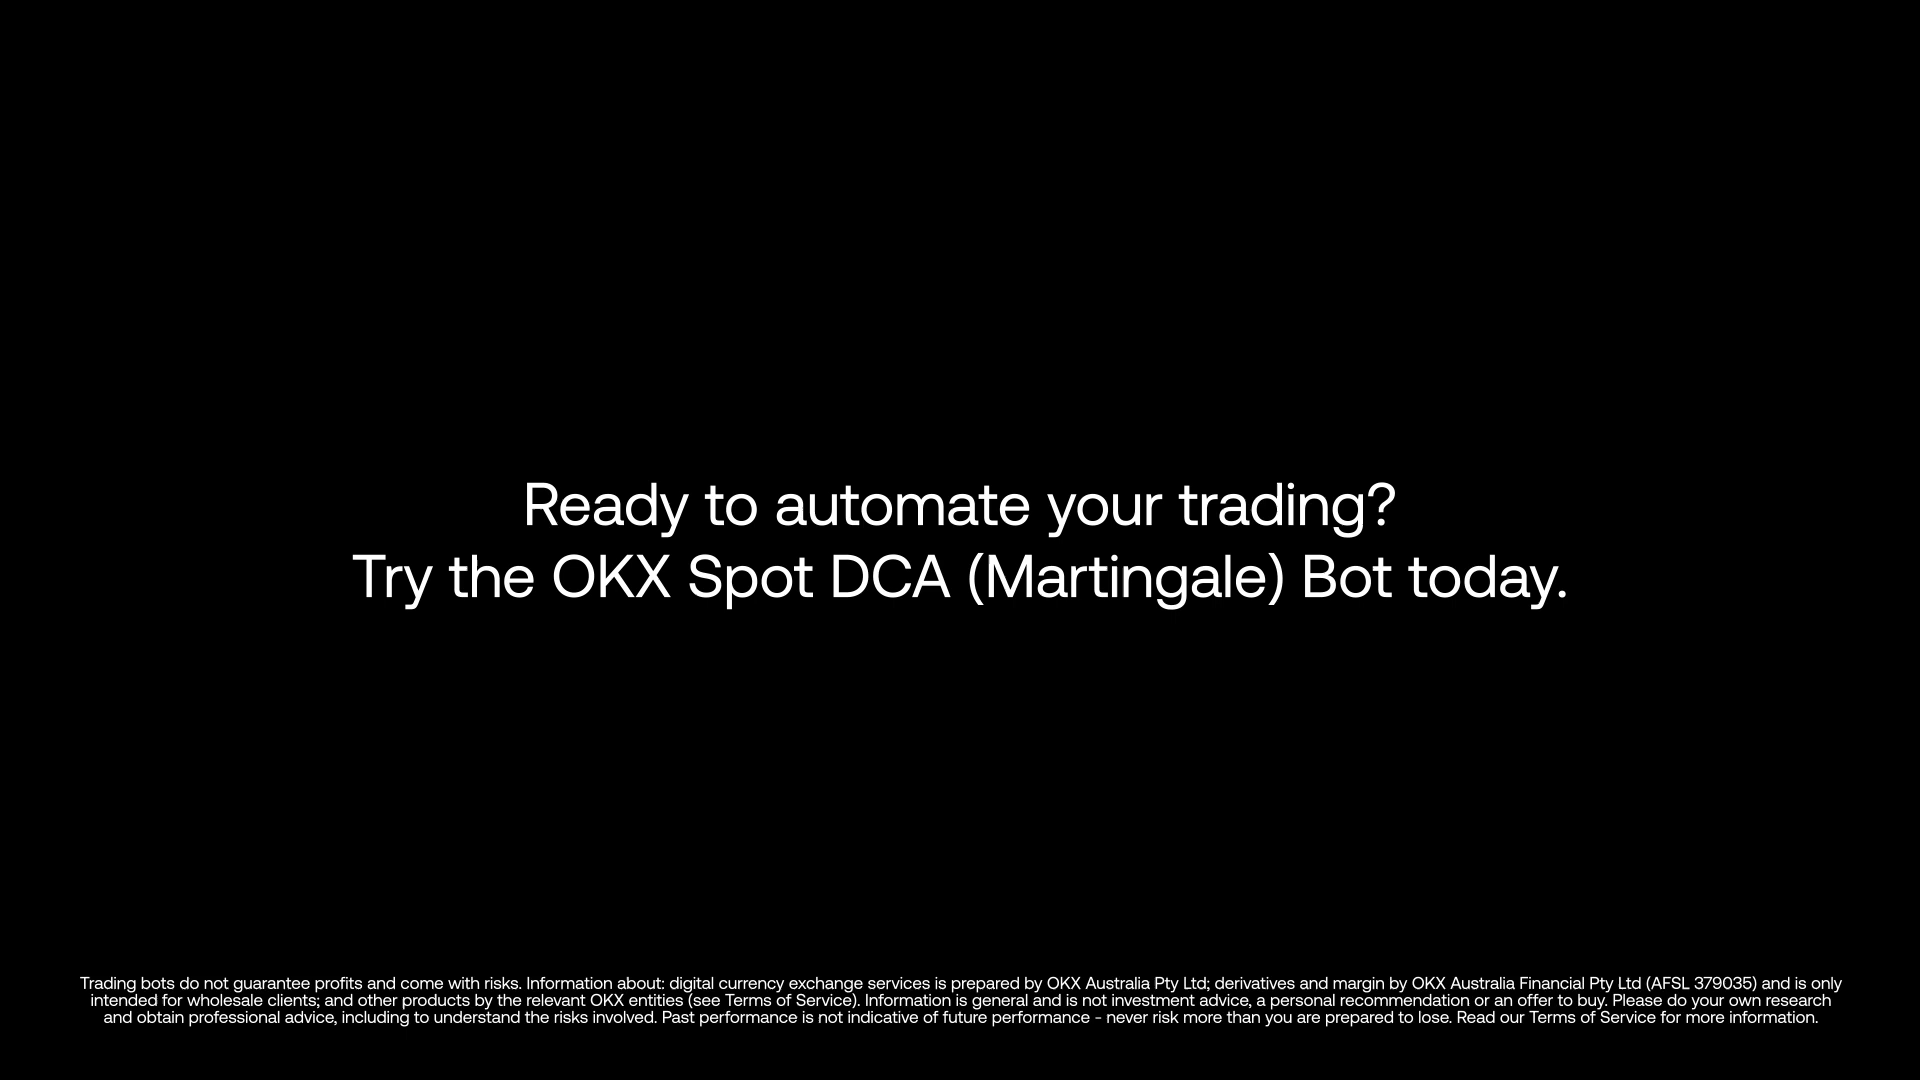 Ready to automate your trading?
Try the OKX Spot DCA (Martingale) Bot today.
Trading bots do not guarantee profits and come with risks. Information about: digital currency exchange services is prepared by OKX Australia Pty Ltd; derivatives and margin by OKX Australia Financial Pty Ltd (AFSL 379035) and is only
intended for wholesale clients; and other products by the relevant OKX entities (see Terms of Service). Information is general and is not investment advice, a personal recommendation or an offer to buy. Please do your own research
and obtain professional advice, including to understand the risks involved. Past performance is not indicative of future performance - never risk more than you are prepared to lose. Read our Terms of Service for more information.